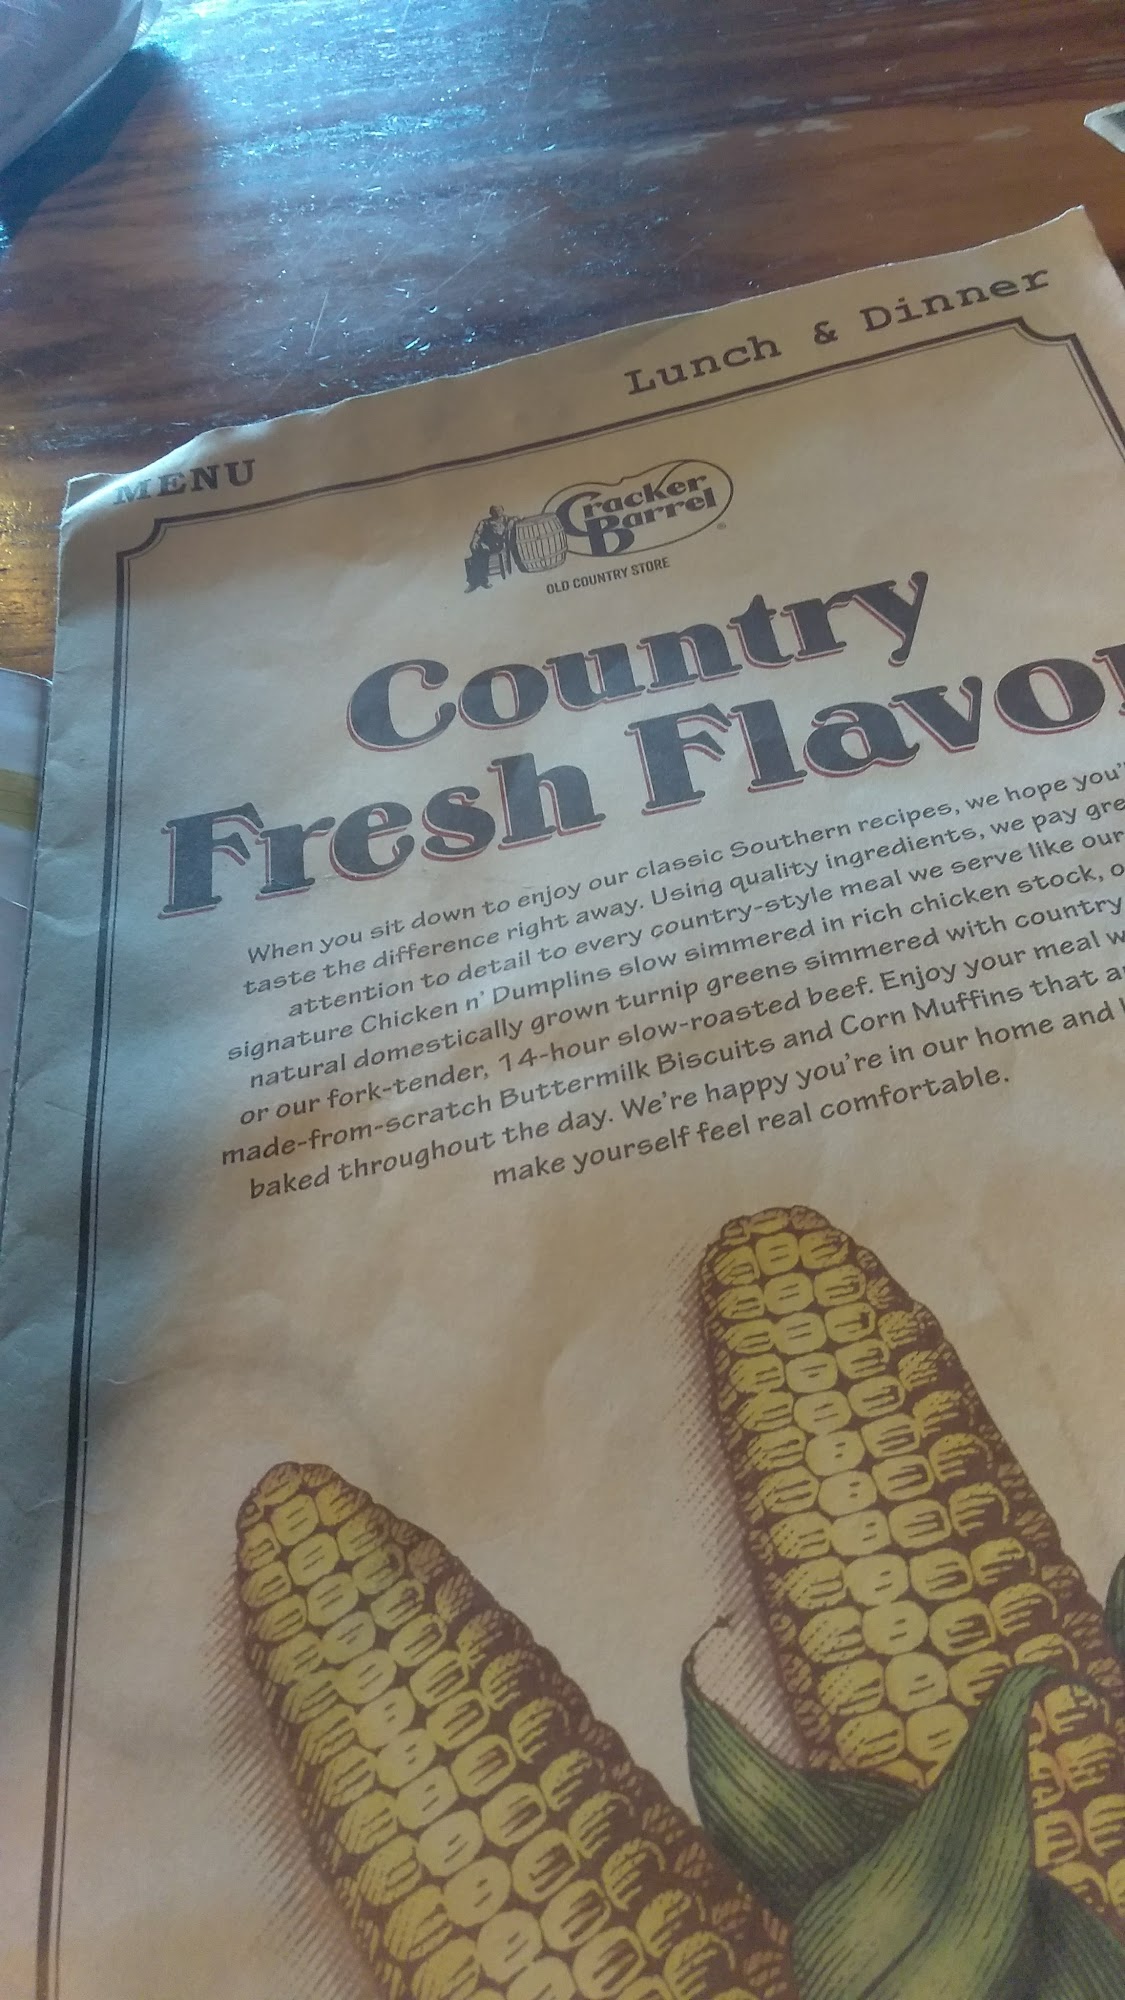 MENU
Lunch & Dinner
Cracker
Barrel
OLD COUNTRY STORE
Country
Fresh Flavo
When you sit down to enjoy our classic Southern recipes, we hope you'
taste the difference right away. Using quality ingredients, we pay gre
attention to detail to every country-style meal we serve like our
signature Chicken n' Dumplins slow simmered in rich chicken stock, o
natural domestically grown turnip greens simmered with country
or our fork-tender, 14-hour slow-roasted beef. Enjoy your meal w
made-from-scratch Buttermilk Biscuits and Corn Muffins that a
baked throughout the day. We're happy you're in our home and
make yourself feel real comfortable.